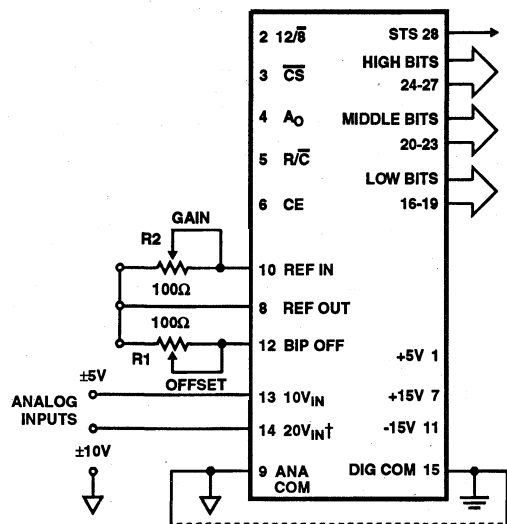 2 12/8̅
STS 28
HIGH BITS
24-27
3 C̅S̅
4 AO
MIDDLE BITS
20-23
5 R/C̅
LOW BITS
16-19
6 CE
GAIN
R2
100Ω
10 REF IN
8 REF OUT
100Ω
R1
OFFSET
12 BIP OFF
+5V 1
±5V
ANALOG
INPUTS
13 10VIN
+15V 7
14 20VIN†
-15V 11
±10V
9 ANA
COM
DIG COM 15